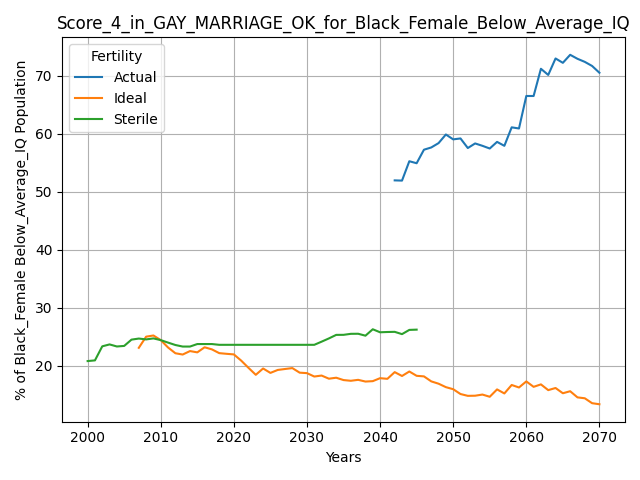 Score_4_in_GAY_MARRIAGE_OK_for_Black_Female_Below_Average_IQ
Fertility
Actual
Ideal
Sterile
% of Black_Female Below_Average_IQ Population
70
60
50
40
30
20
2000 2010 2020 2030 2040 2050 2060 2070
Years